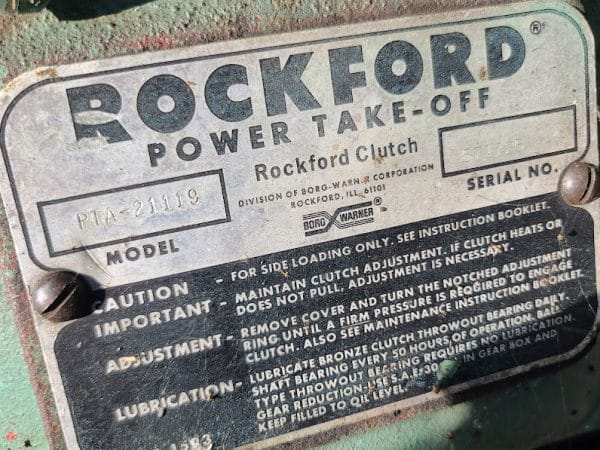 ROCKFORD®
POWER TAKE-OFF
Rockford Clutch
DIVISION OF BORG-WARNER CORPORATION
ROCKFORD, ILL. 61101
BORG WARNER®
PTA-21119
MODEL
SERIAL NO.
CAUTION - FOR SIDE LOADING ONLY. SEE INSTRUCTION BOOKLET.
IMPORTANT - MAINTAIN CLUTCH ADJUSTMENT. IF CLUTCH HEATS OR
DOES NOT PULL, ADJUSTMENT IS NECESSARY.
ADJUSTMENT - REMOVE COVER AND TURN THE NOTCHED ADJUSTMENT
RING UNTIL A FIRM PRESSURE IS REQUIRED TO ENGAGE
CLUTCH. ALSO SEE MAINTENANCE INSTRUCTION BOOKLET.
LUBRICATION - LUBRICATE BRONZE CLUTCH THROWOUT BEARING DAILY.
SHAFT BEARING EVERY 50 HOURS OF OPERATION. BALL
TYPE THROWOUT BEARING REQUIRES NO LUBRICATION.
GEAR REDUCTION-USE S.A.E.-30 IN GEAR BOX AND
KEEP FILLED TO OIL LEVEL.